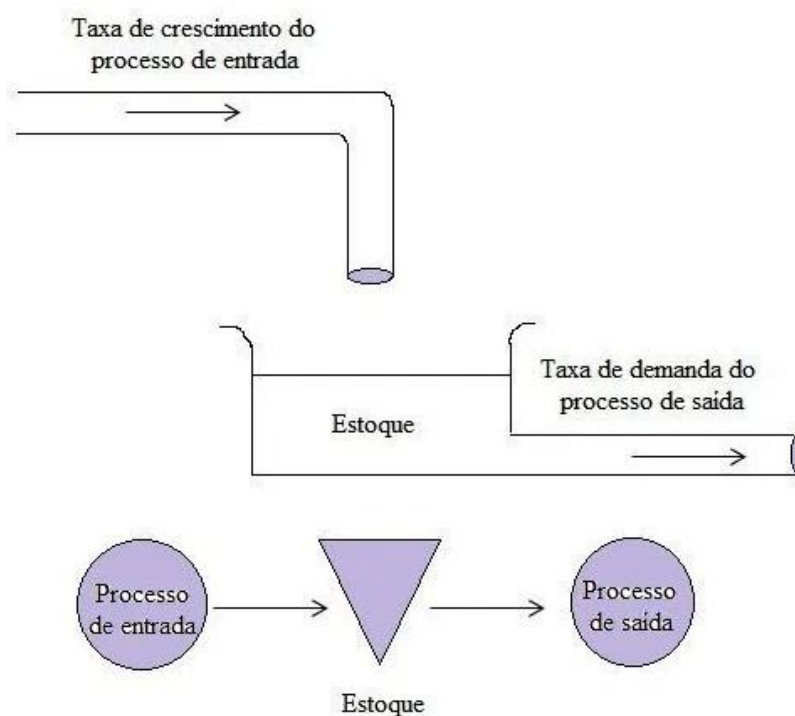 Taxa de crescimento do
processo de entrada
Taxa de demanda do
processo de saída
Estoque
Processo
de entrada
Processo
de saída
Estoque